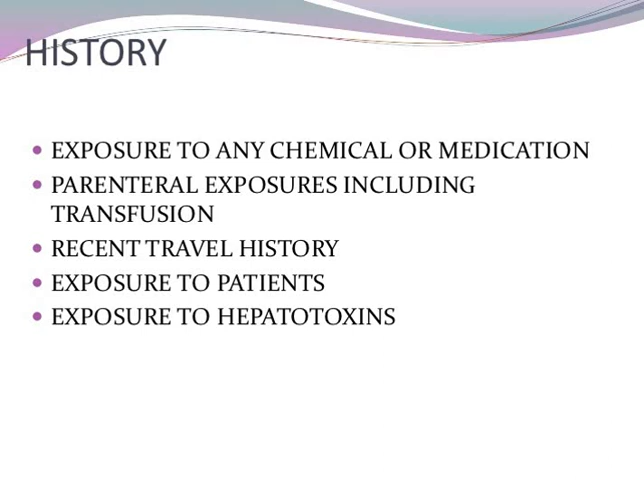 HISTORY
• EXPOSURE TO ANY CHEMICAL OR MEDICATION
• PARENTERAL EXPOSURES INCLUDING
TRANSFUSION
• RECENT TRAVEL HISTORY
• EXPOSURE TO PATIENTS
• EXPOSURE TO HEPATOTOXINS